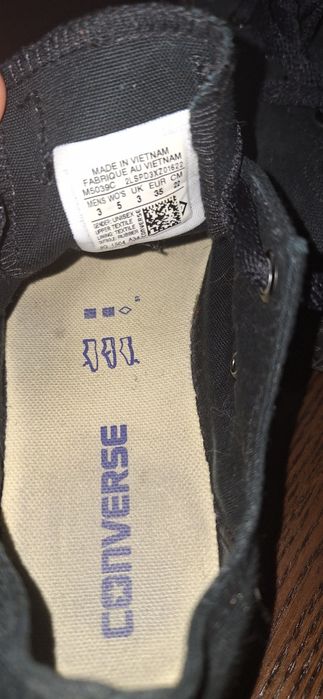 MADE IN VIETNAM
FABRIQUE AU VIETNAM
M5039C 2LSPD3XZ01622
MENS WO'S UK EUR CM
3 5 3 35 22
GENDER: UNISEX
UPPER: TEXTILE
LINING: TEXTILE
OUTSOLE: RUBBER
CONVERSE